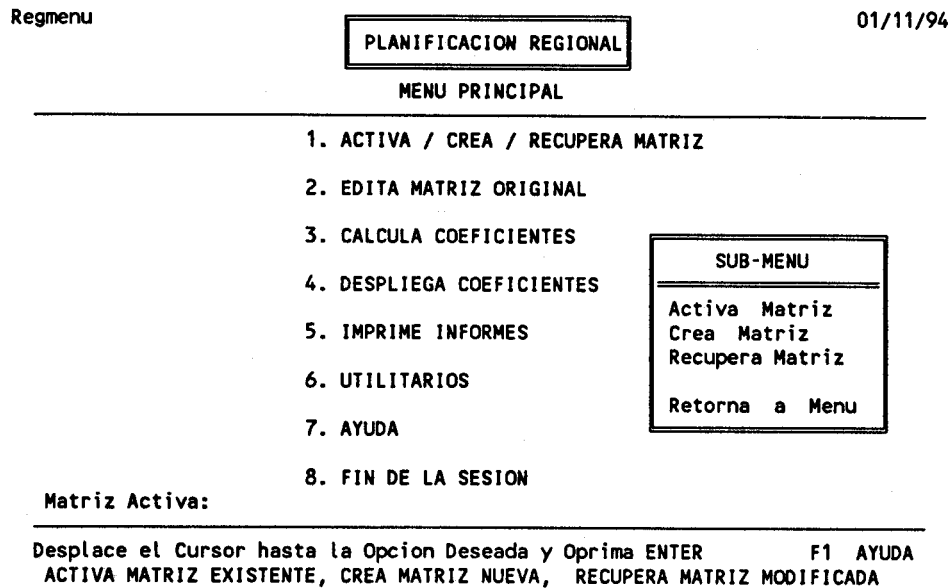 Regmenu 01/11/94
PLANIFICACION REGIONAL
MENU PRINCIPAL
1. ACTIVA / CREA / RECUPERA MATRIZ
2. EDITA MATRIZ ORIGINAL
3. CALCULA COEFICIENTES
4. DESPLIEGA COEFICIENTES
5. IMPRIME INFORMES
6. UTILITARIOS
7. AYUDA
8. FIN DE LA SESION
SUB-MENU
Activa Matriz
Crea Matriz
Recupera Matriz
Retorna a Menu
Matriz Activa:
Desplace el Cursor hasta la Opcion Deseada y Oprima ENTER F1 AYUDA
ACTIVA MATRIZ EXISTENTE, CREA MATRIZ NUEVA, RECUPERA MATRIZ MODIFICADA